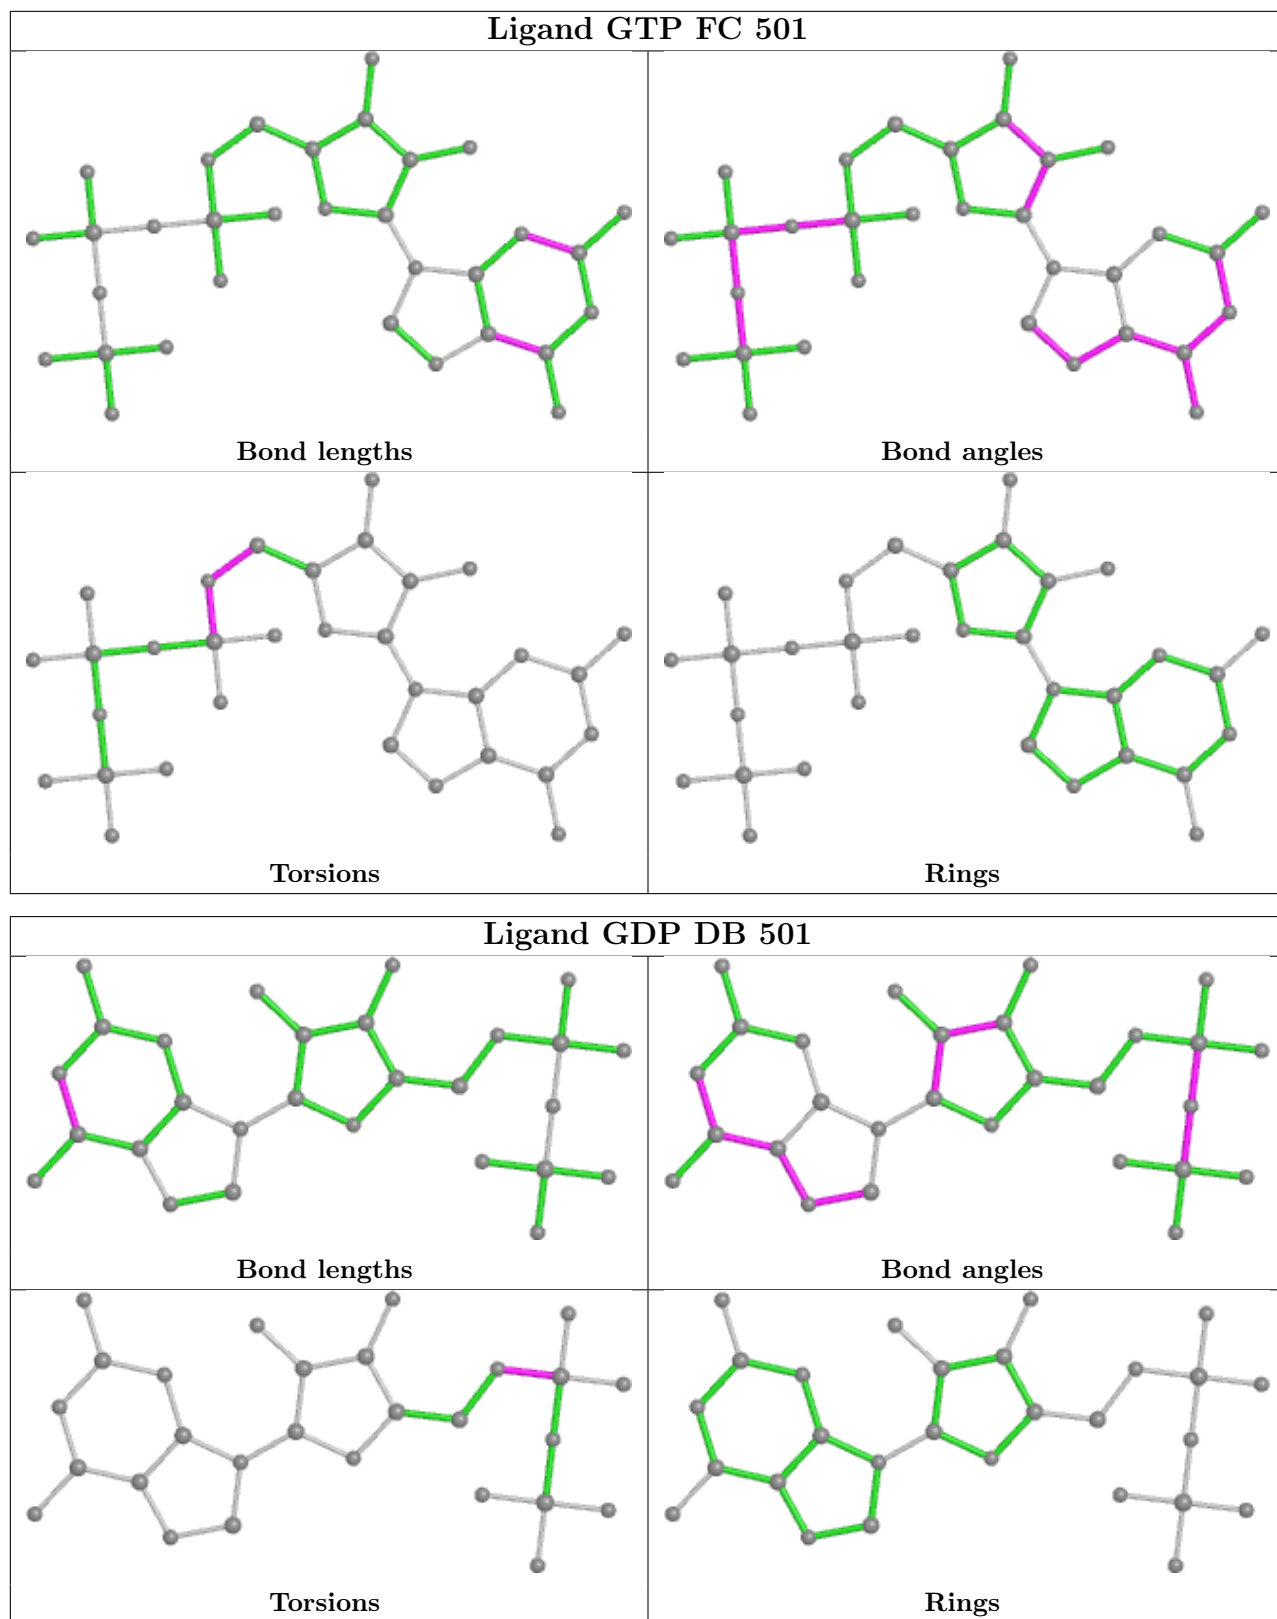 Ligand GTP FC 501
Bond lengths
Bond angles
Torsions
Rings
Ligand GDP DB 501
Bond lengths
Bond angles
Torsions
Rings